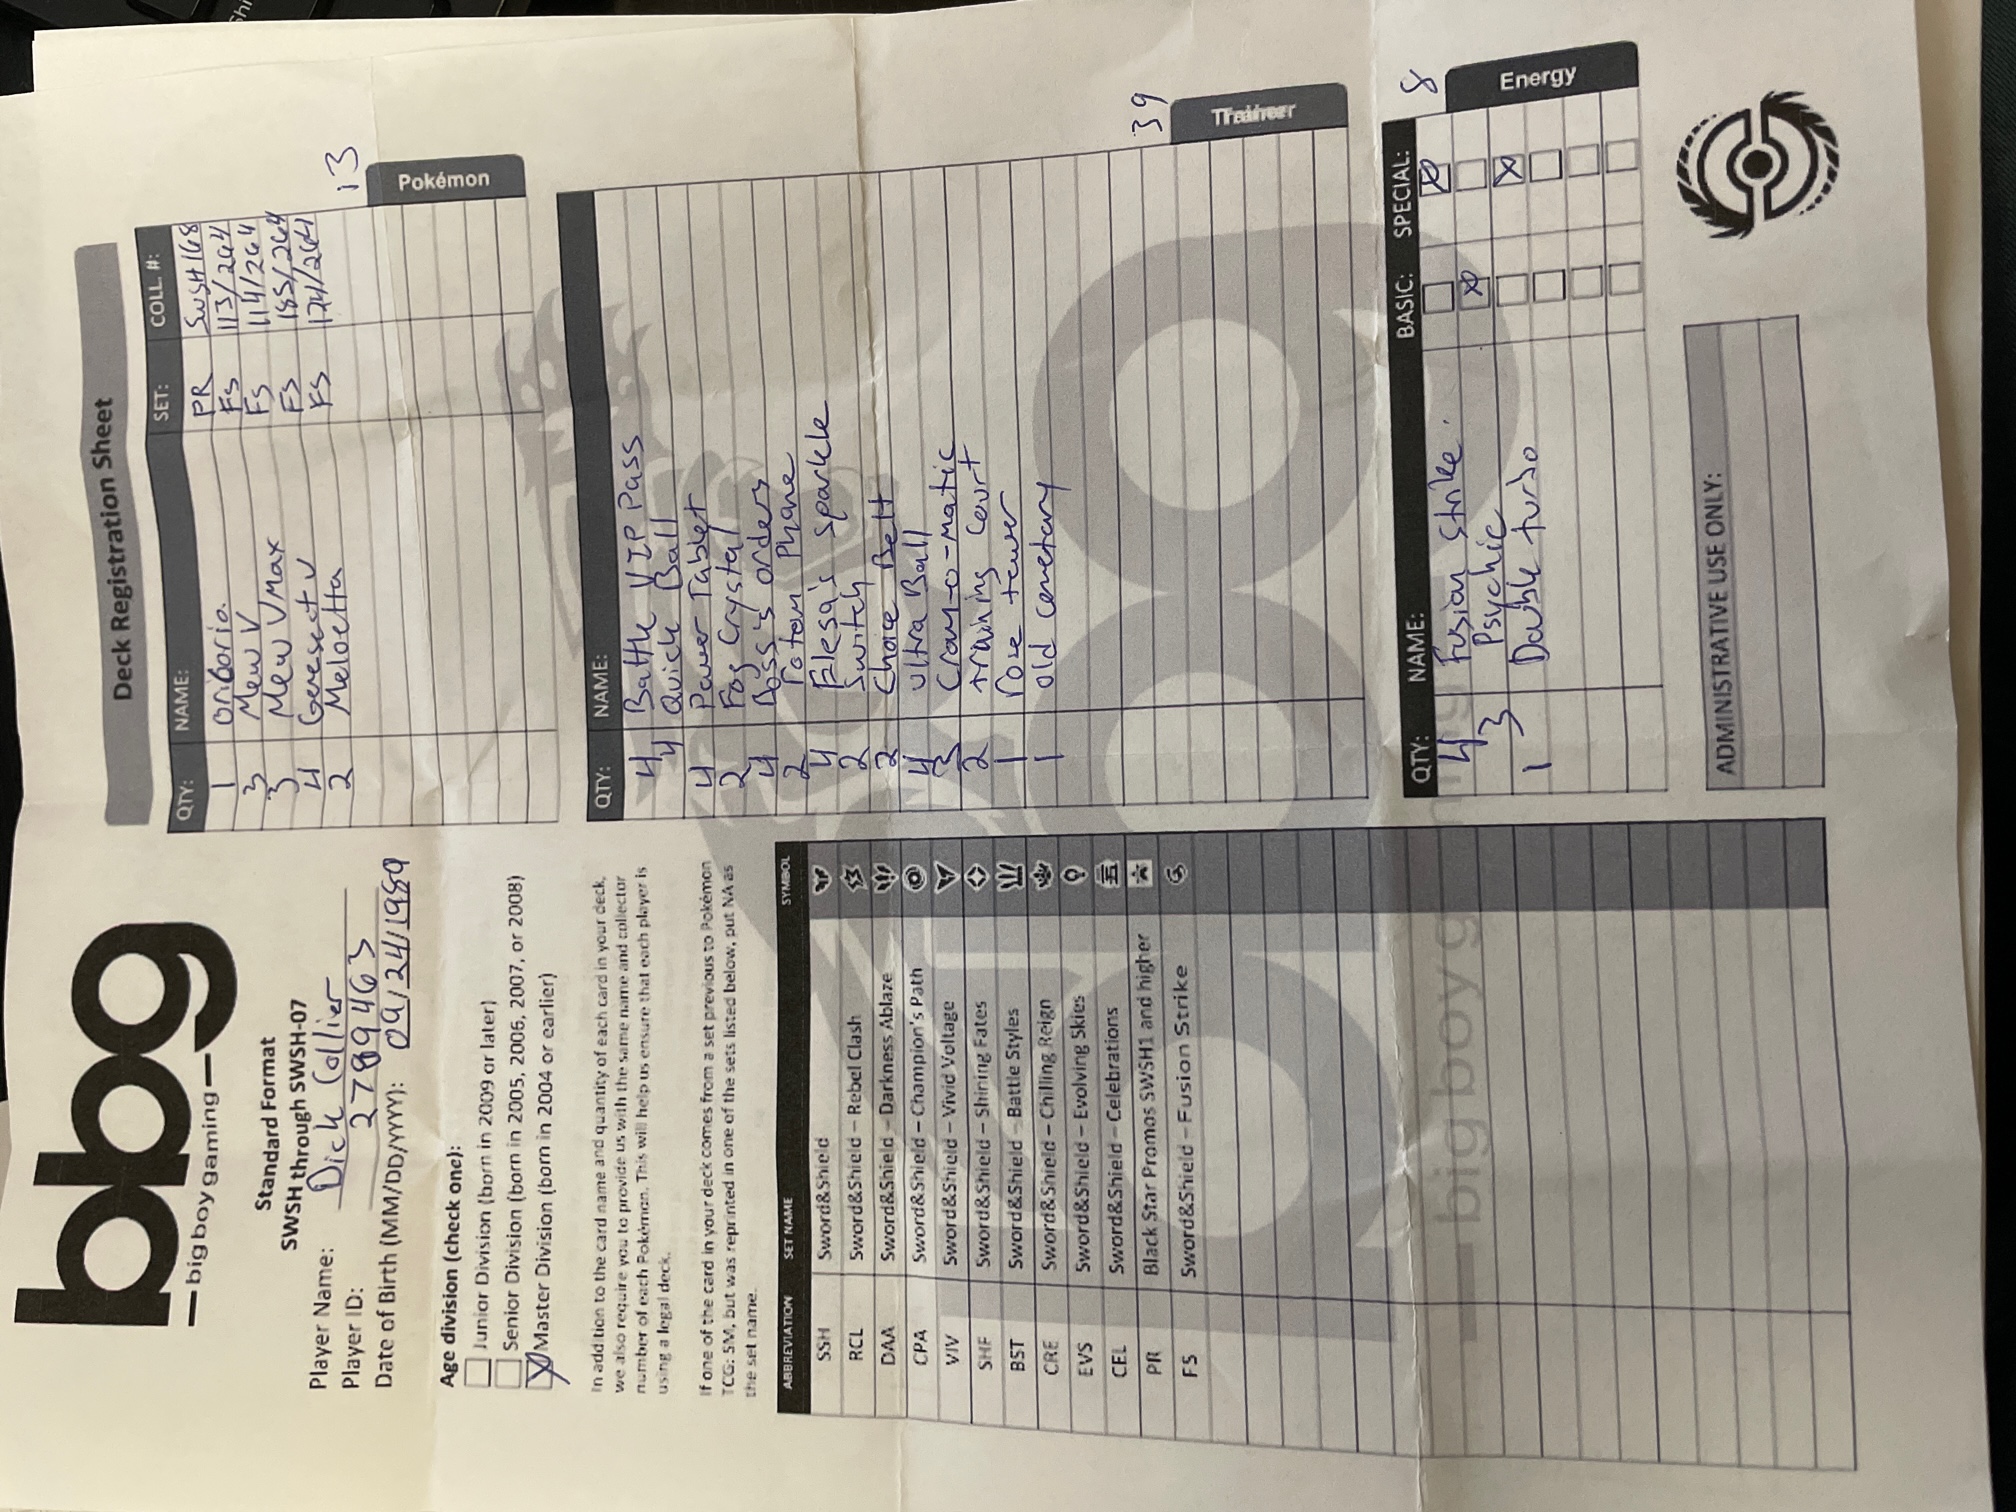 bbg
big boy gaming
Standard Format
SWSH through SWSH-07
Player Name: Dick Collier
Player ID: 2789463
Date of Birth (MM/DD/YYYY): 09/24/1989
Age division (check one):
Junior Division (born in 2009 or later)
Senior Division (born in 2005, 2006, 2007, or 2008)
X Master Division (born in 2004 or earlier)
In addition to the card name and quantity of each card in your deck,
we also require you to provide us with the same name and collector
number of each Pokémon. This will help us ensure that each player is
using a legal deck.
If one of the card in your deck comes from a set previous to Pokémon
TCG: SM, but was reprinted in one of the sets listed below, put NA as
the set name.
ABBREVIATION SET NAME SYMBOL
SSH Sword&Shield
RCL Sword&Shield – Rebel Clash
DAA Sword&Shield – Darkness Ablaze
CPA Sword&Shield – Champion's Path
VIV Sword&Shield – Vivid Voltage
SHF Sword&Shield – Shining Fates
BST Sword&Shield – Battle Styles
CRE Sword&Shield – Chilling Reign
EVS Sword&Shield – Evolving Skies
CEL Sword&Shield – Celebrations
PR Black Star Promos SWSH1 and higher
FS Sword&Shield – Fusion Strike
Deck Registration Sheet
QTY: NAME: SET: COLL. #:
1 Oricorio PR SWSH168
3 Mew V FS 113/264
3 Mew VMax FS 114/264
4 Genesect V FS 185/264
2 Meloetta FS 124/264
13
Pokémon
QTY: NAME:
4 Battle VIP Pass
4 Quick Ball
4 Power Tablet
2 Fog Crystal
4 Boss's orders
2 rotom Phone
4 Elesa's sparkle
2 Switch
2 Choice Belt
4 ultra Ball
3 Cram-o-matic
2 training Court
1 rose tower
1 old cemetary
39
Trainer
QTY: NAME: BASIC: SPECIAL:
4 Fusion Strike X
3 Psychic X
1 Double turbo X
8
Energy
ADMINISTRATIVE USE ONLY:
big boy gaming